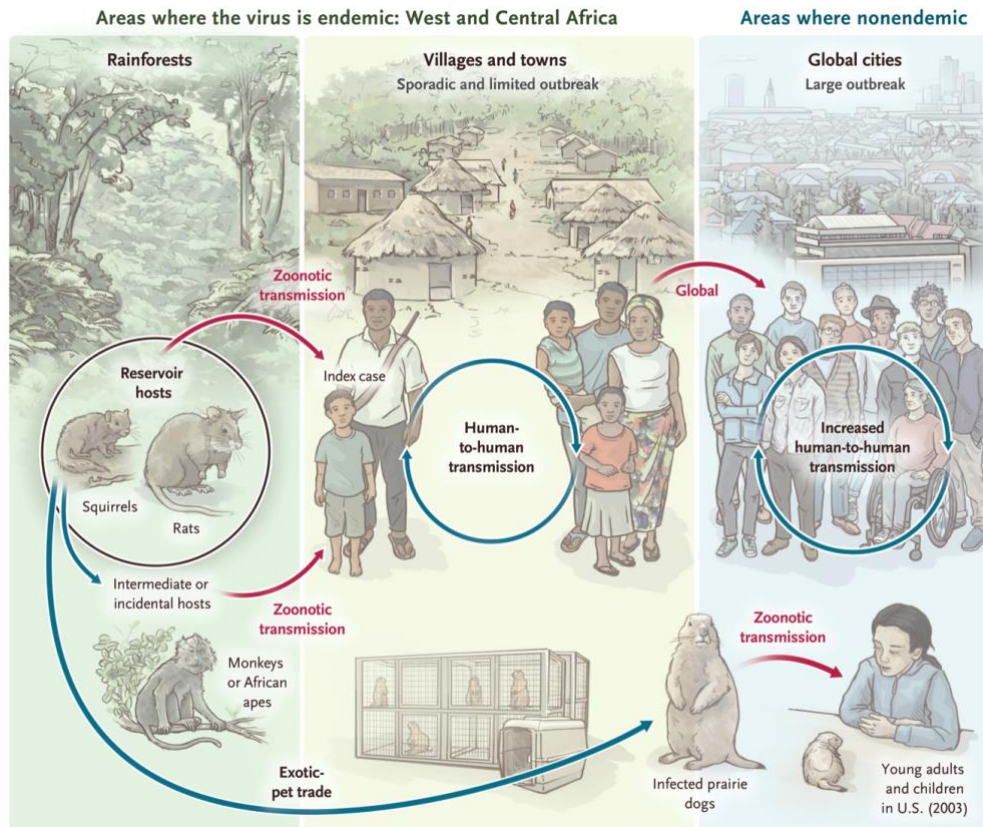 Areas where the virus is endemic: West and Central Africa
Areas where nonendemic
Rainforests
Villages and towns
Sporadic and limited outbreak
Global cities
Large outbreak
Zoonotic
transmission
Global
Reservoir
hosts
Index case
Squirrels
Rats
Human-
to-human
transmission
Increased
human-to-human
transmission
Intermediate or
incidental hosts
Zoonotic
transmission
Monkeys
or African
apes
Exotic-
pet trade
Infected prairie
dogs
Zoonotic
transmission
Young adults
and children
in U.S. (2003)